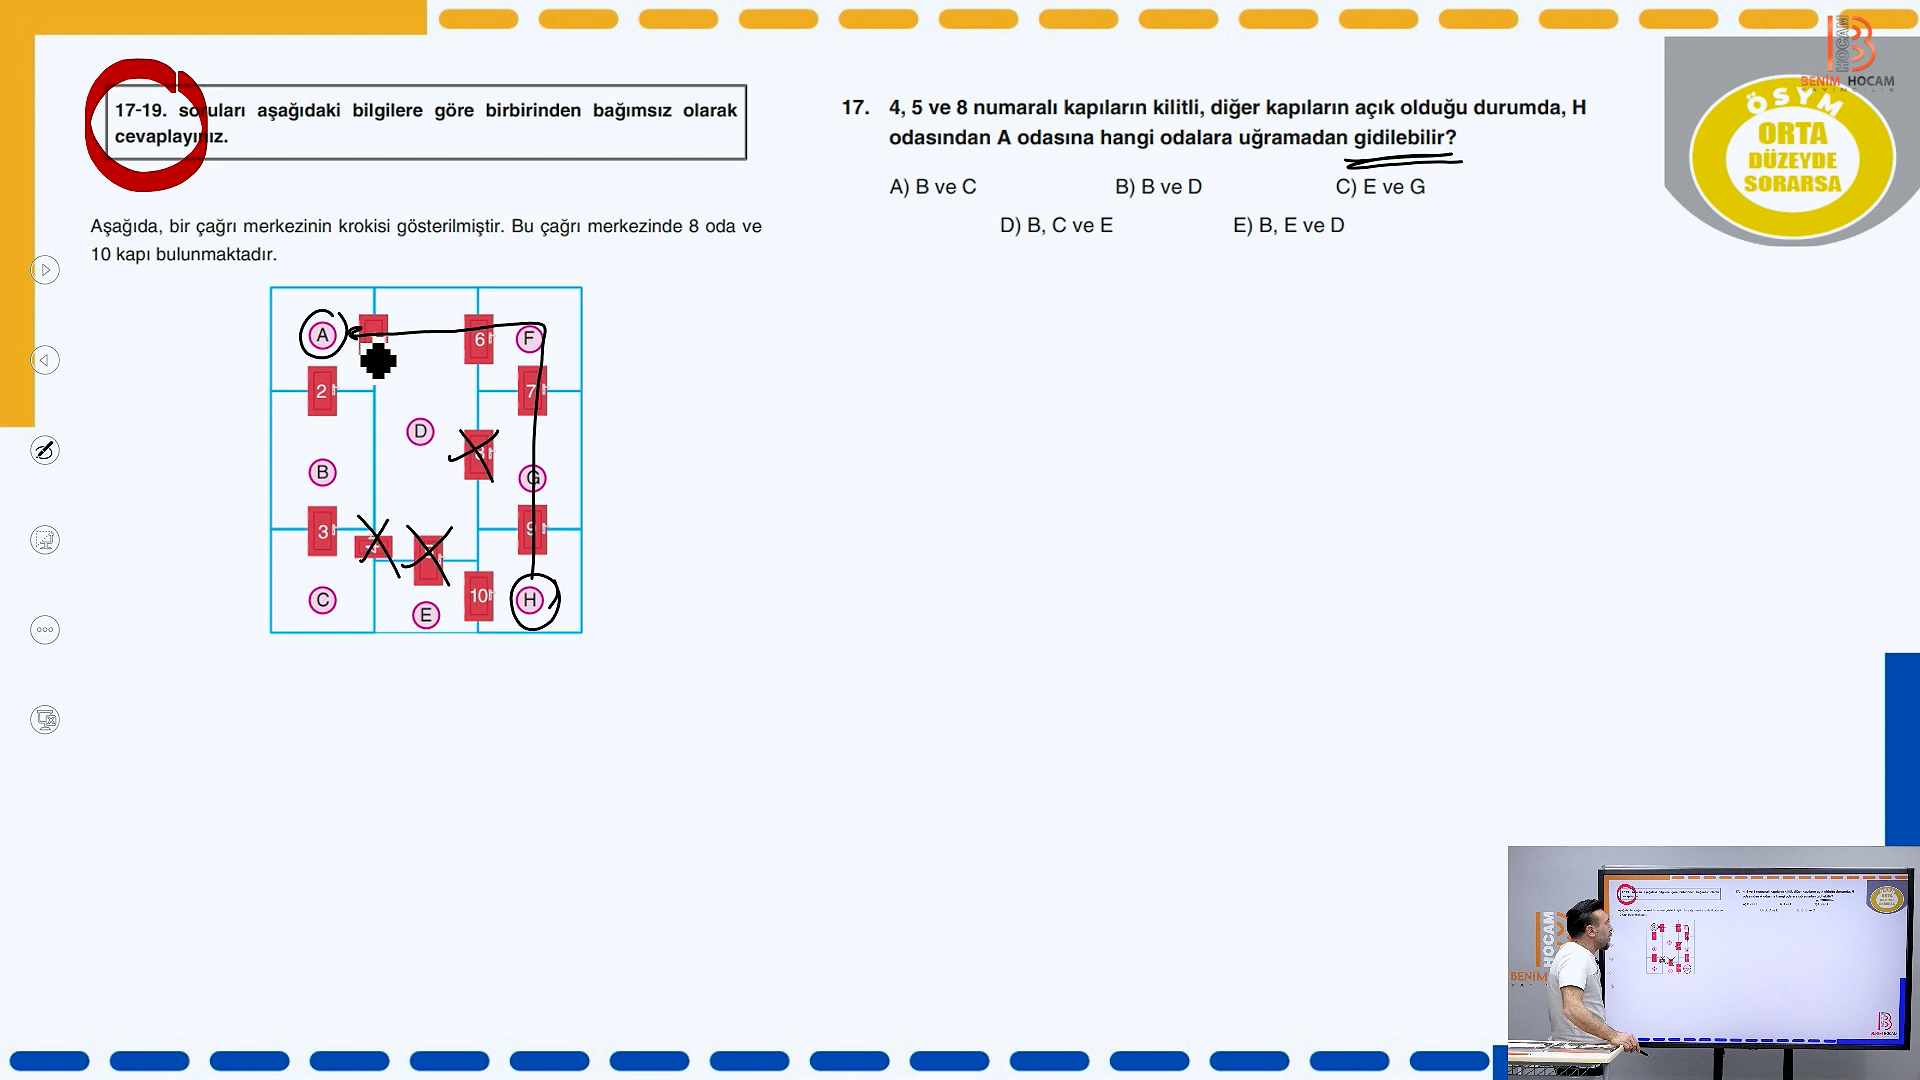 BENİM HOCAM
YAYINCILIK
17-19. soruları aşağıdaki bilgilere göre birbirinden bağımsız olarak
cevaplayınız.
Aşağıda, bir çağrı merkezinin krokisi gösterilmiştir. Bu çağrı merkezinde 8 oda ve
10 kapı bulunmaktadır.
A
6
F
2
7
D
B
G
3
9
C
E
10
H
17. 4, 5 ve 8 numaralı kapıların kilitli, diğer kapıların açık olduğu durumda, H
odasından A odasına hangi odalara uğramadan gidilebilir?
A) B ve C
B) B ve D
C) E ve G
D) B, C ve E
E) B, E ve D
ÖSYM
ORTA
DÜZEYDE
SORARSA
HOCAM
BENİM